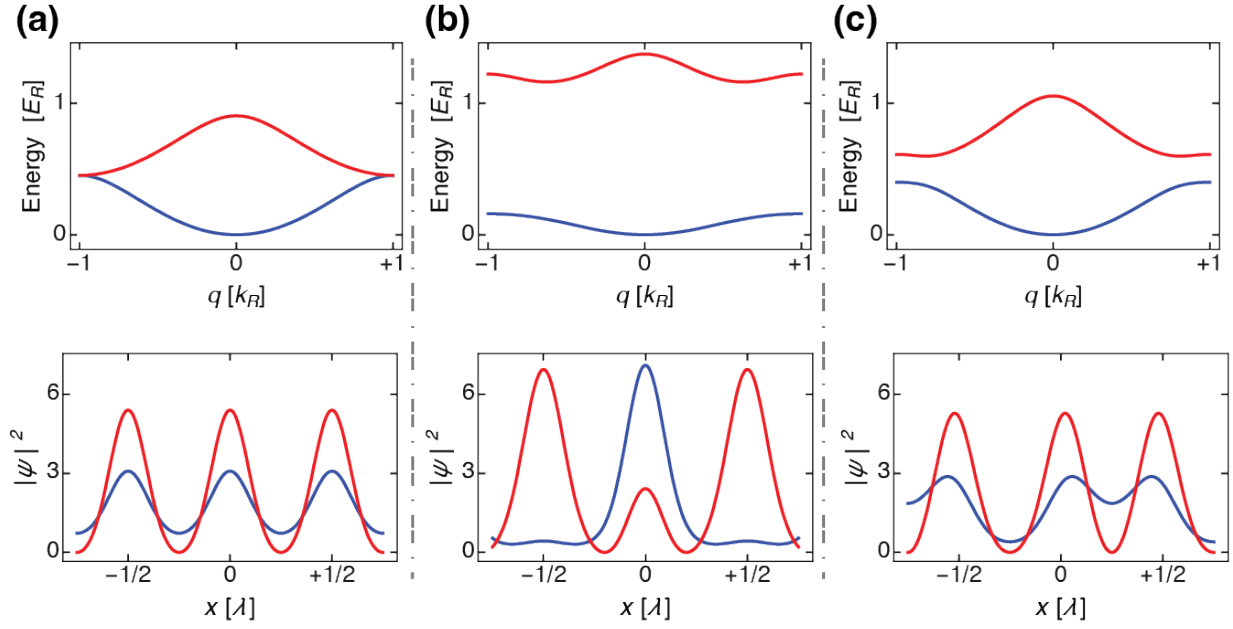 (a)
Energy [E_R]
1
0
−1 0 +1
q [k_R]
|ψ|²
6
3
0
−1/2 0 +1/2
x [λ]
(b)
Energy [E_R]
1
0
−1 0 +1
q [k_R]
|ψ|²
6
3
0
−1/2 0 +1/2
x [λ]
(c)
Energy [E_R]
1
0
−1 0 +1
q [k_R]
|ψ|²
6
3
0
−1/2 0 +1/2
x [λ]